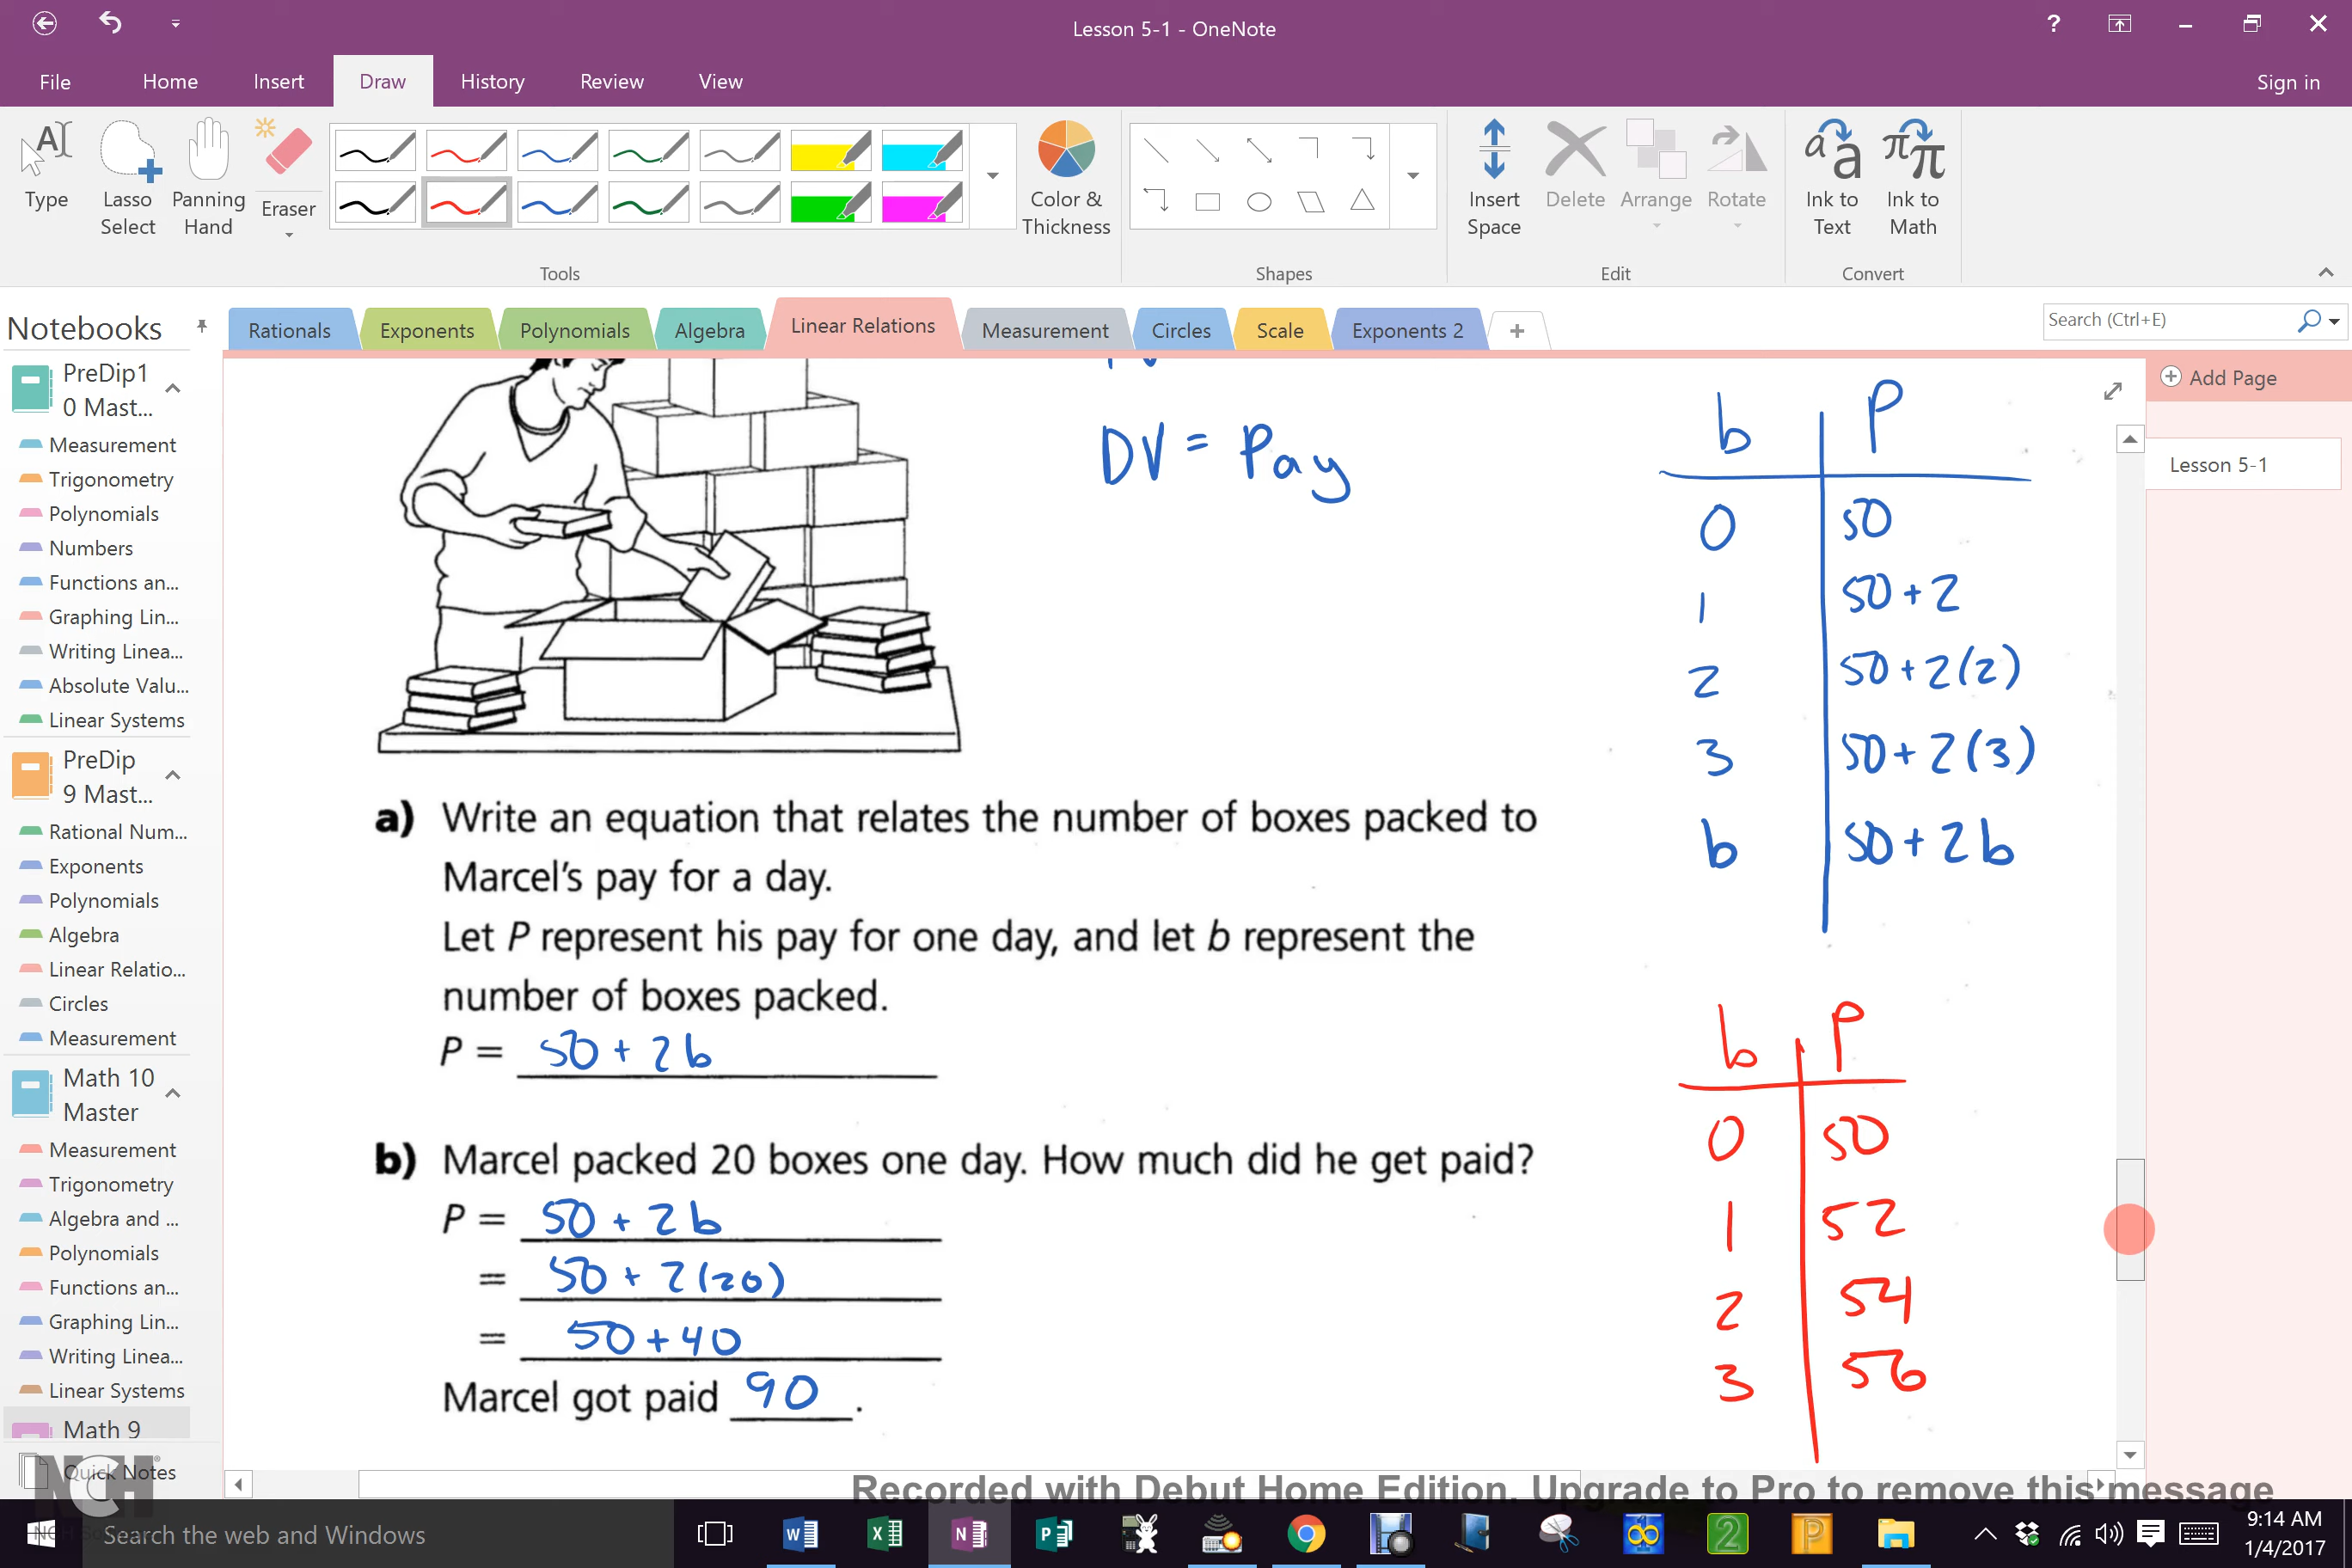 Lesson 5-1 - OneNote
?
File
Home
Insert
Draw
History
Review
View
Sign in
Type
Lasso
Select
Panning
Hand
Eraser
Color &
Thickness
Insert
Space
Delete
Arrange
Rotate
Ink to
Text
Ink to
Math
Tools
Shapes
Edit
Convert
Notebooks
Rationals
Exponents
Polynomials
Algebra
Linear Relations
Measurement
Circles
Scale
Exponents 2
+
Search (Ctrl+E)
PreDip1
0 Mast...
Measurement
Trigonometry
Polynomials
Numbers
Functions an...
Graphing Lin...
Writing Linea...
Absolute Valu...
Linear Systems
PreDip
9 Mast...
Rational Num...
Exponents
Polynomials
Algebra
Linear Relatio...
Circles
Measurement
Math 10
Master
Measurement
Trigonometry
Algebra and ...
Polynomials
Functions an...
Graphing Lin...
Writing Linea...
Linear Systems
Math 9
Quick Notes
Add Page
Lesson 5-1
DV = Pay
b P
0 50
1 50 + 2
2 50 + 2(2)
3 50 + 2(3)
b 50 + 2b
a) Write an equation that relates the number of boxes packed to
Marcel's pay for a day.
Let P represent his pay for one day, and let b represent the
number of boxes packed.
P = 50 + 2b
b) Marcel packed 20 boxes one day. How much did he get paid?
P = 50 + 2b
= 50 + 2(20)
= 50 + 40
Marcel got paid 90.
b P
0 50
1 52
2 54
3 56
Recorded with Debut Home Edition. Upgrade to Pro to remove this message
NCH
Search the web and Windows
9:14 AM
1/4/2017